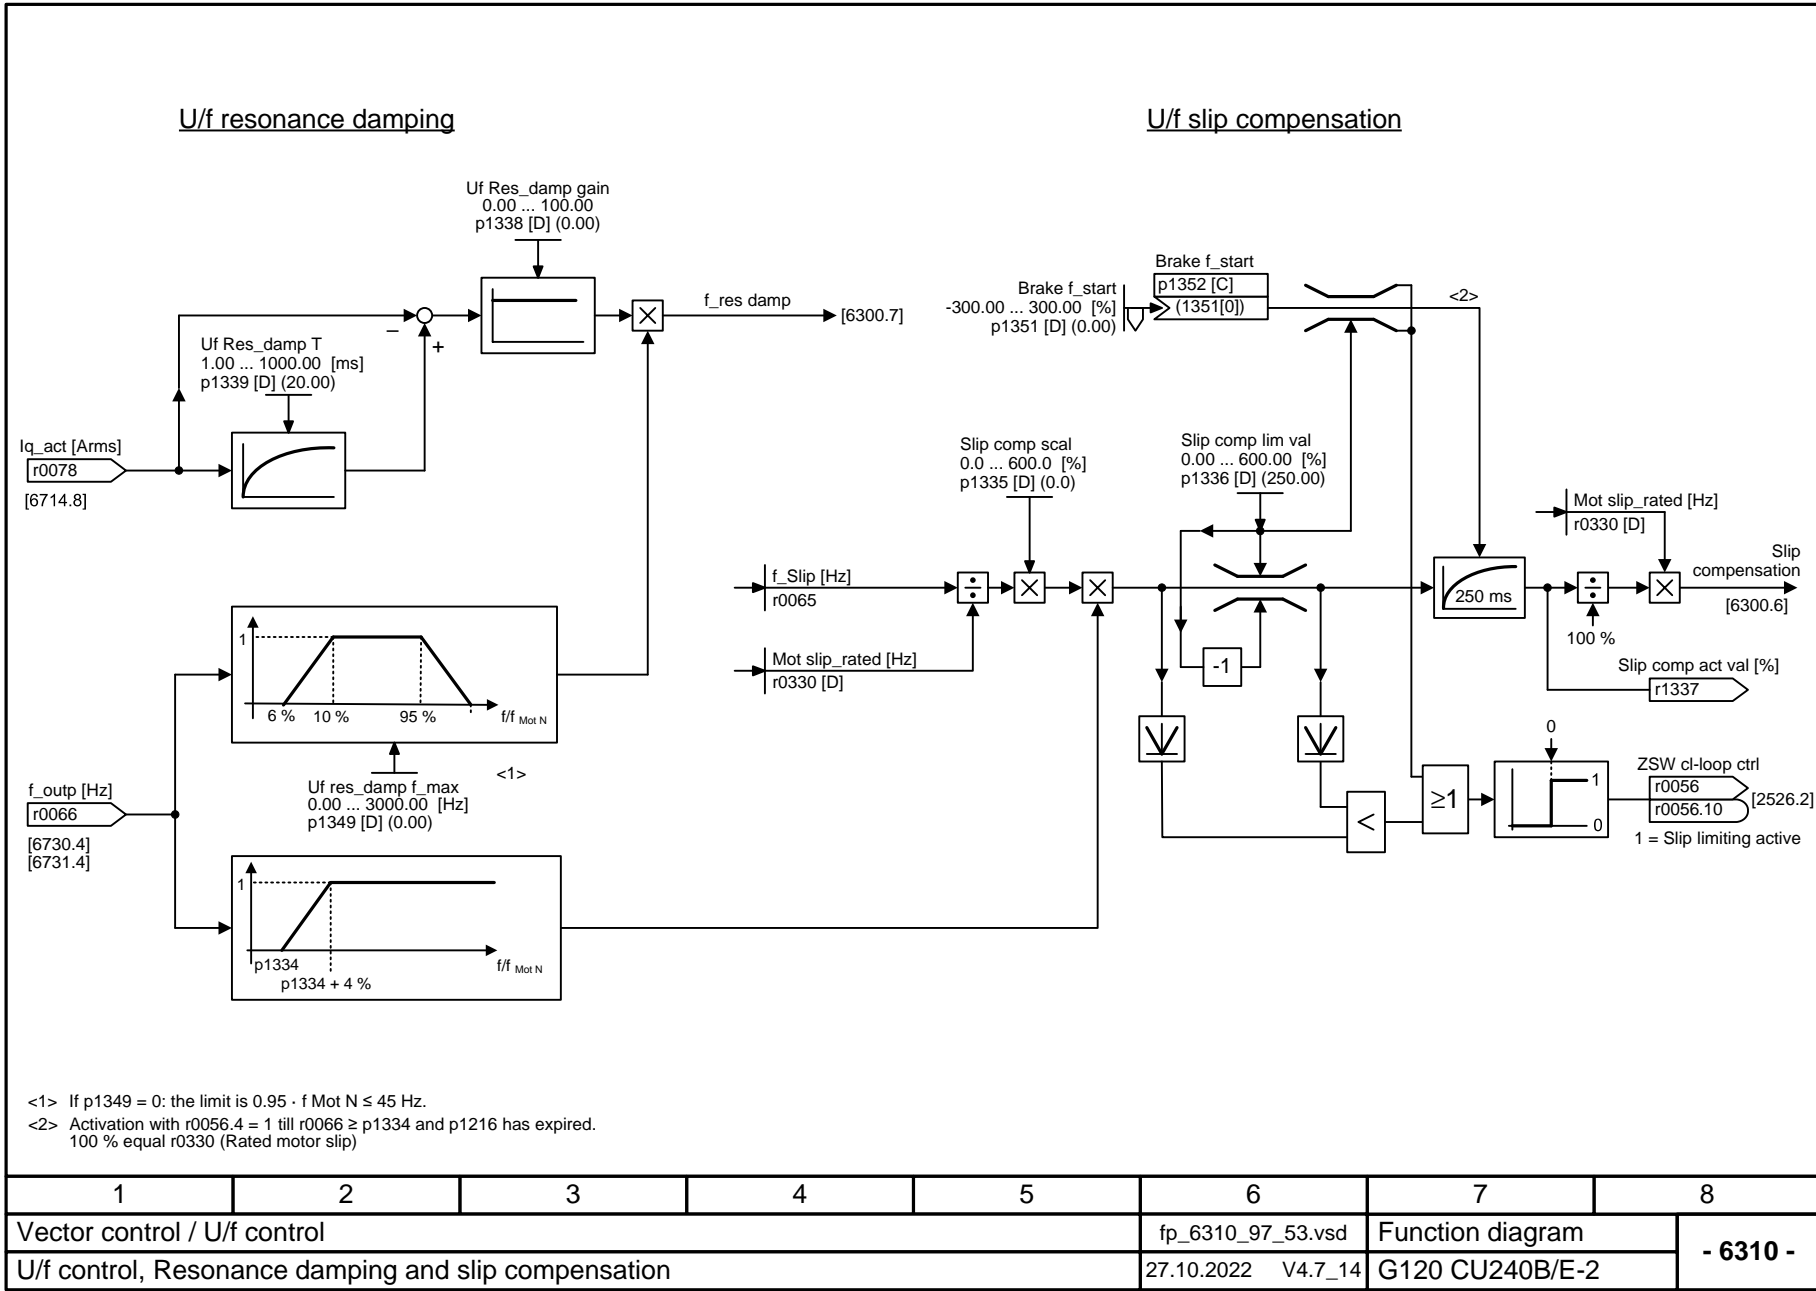 U/f resonance damping
U/f slip compensation
Uf Res_damp gain
0.00 ... 100.00
p1338 [D] (0.00)
f_res damp
[6300.7]
–
+
Uf Res_damp T
1.00 ... 1000.00 [ms]
p1339 [D] (20.00)
Iq_act [Arms]
r0078
[6714.8]
1
6 %
10 %
95 %
f/f Mot N
<1>
Uf res_damp f_max
0.00 ... 3000.00 [Hz]
p1349 [D] (0.00)
f_outp [Hz]
r0066
[6730.4]
[6731.4]
1
p1334
p1334 + 4 %
f/f Mot N
Brake f_start
-300.00 ... 300.00 [%]
p1351 [D] (0.00)
Brake f_start
p1352 [C]
(1351[0])
<2>
Slip comp scal
0.0 ... 600.0 [%]
p1335 [D] (0.0)
Slip comp lim val
0.00 ... 600.00 [%]
p1336 [D] (250.00)
f_Slip [Hz]
r0065
÷
×
×
Mot slip_rated [Hz]
r0330 [D]
-1
250 ms
Mot slip_rated [Hz]
r0330 [D]
÷
×
100 %
Slip
compensation
[6300.6]
Slip comp act val [%]
r1337
<
≥1
0
1
0
ZSW cl-loop ctrl
r0056
r0056.10
[2526.2]
1 = Slip limiting active
<1> If p1349 = 0: the limit is 0.95 · f Mot N ≤ 45 Hz.
<2> Activation with r0056.4 = 1 till r0066 ≥ p1334 and p1216 has expired.
100 % equal r0330 (Rated motor slip)
1 2 3 4 5 6 7 8
Vector control / U/f control
fp_6310_97_53.vsd
Function diagram
- 6310 -
U/f control, Resonance damping and slip compensation
27.10.2022 V4.7_14
G120 CU240B/E-2